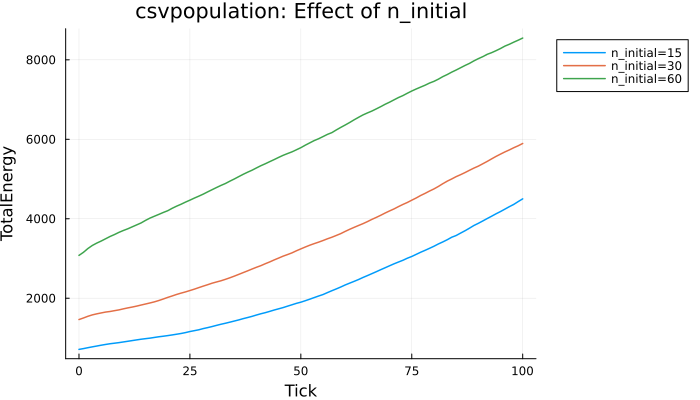 csvpopulation: Effect of n_initial
n_initial=15
n_initial=30
n_initial=60
TotalEnergy
8000
6000
4000
2000
0 25 50 75 100
Tick